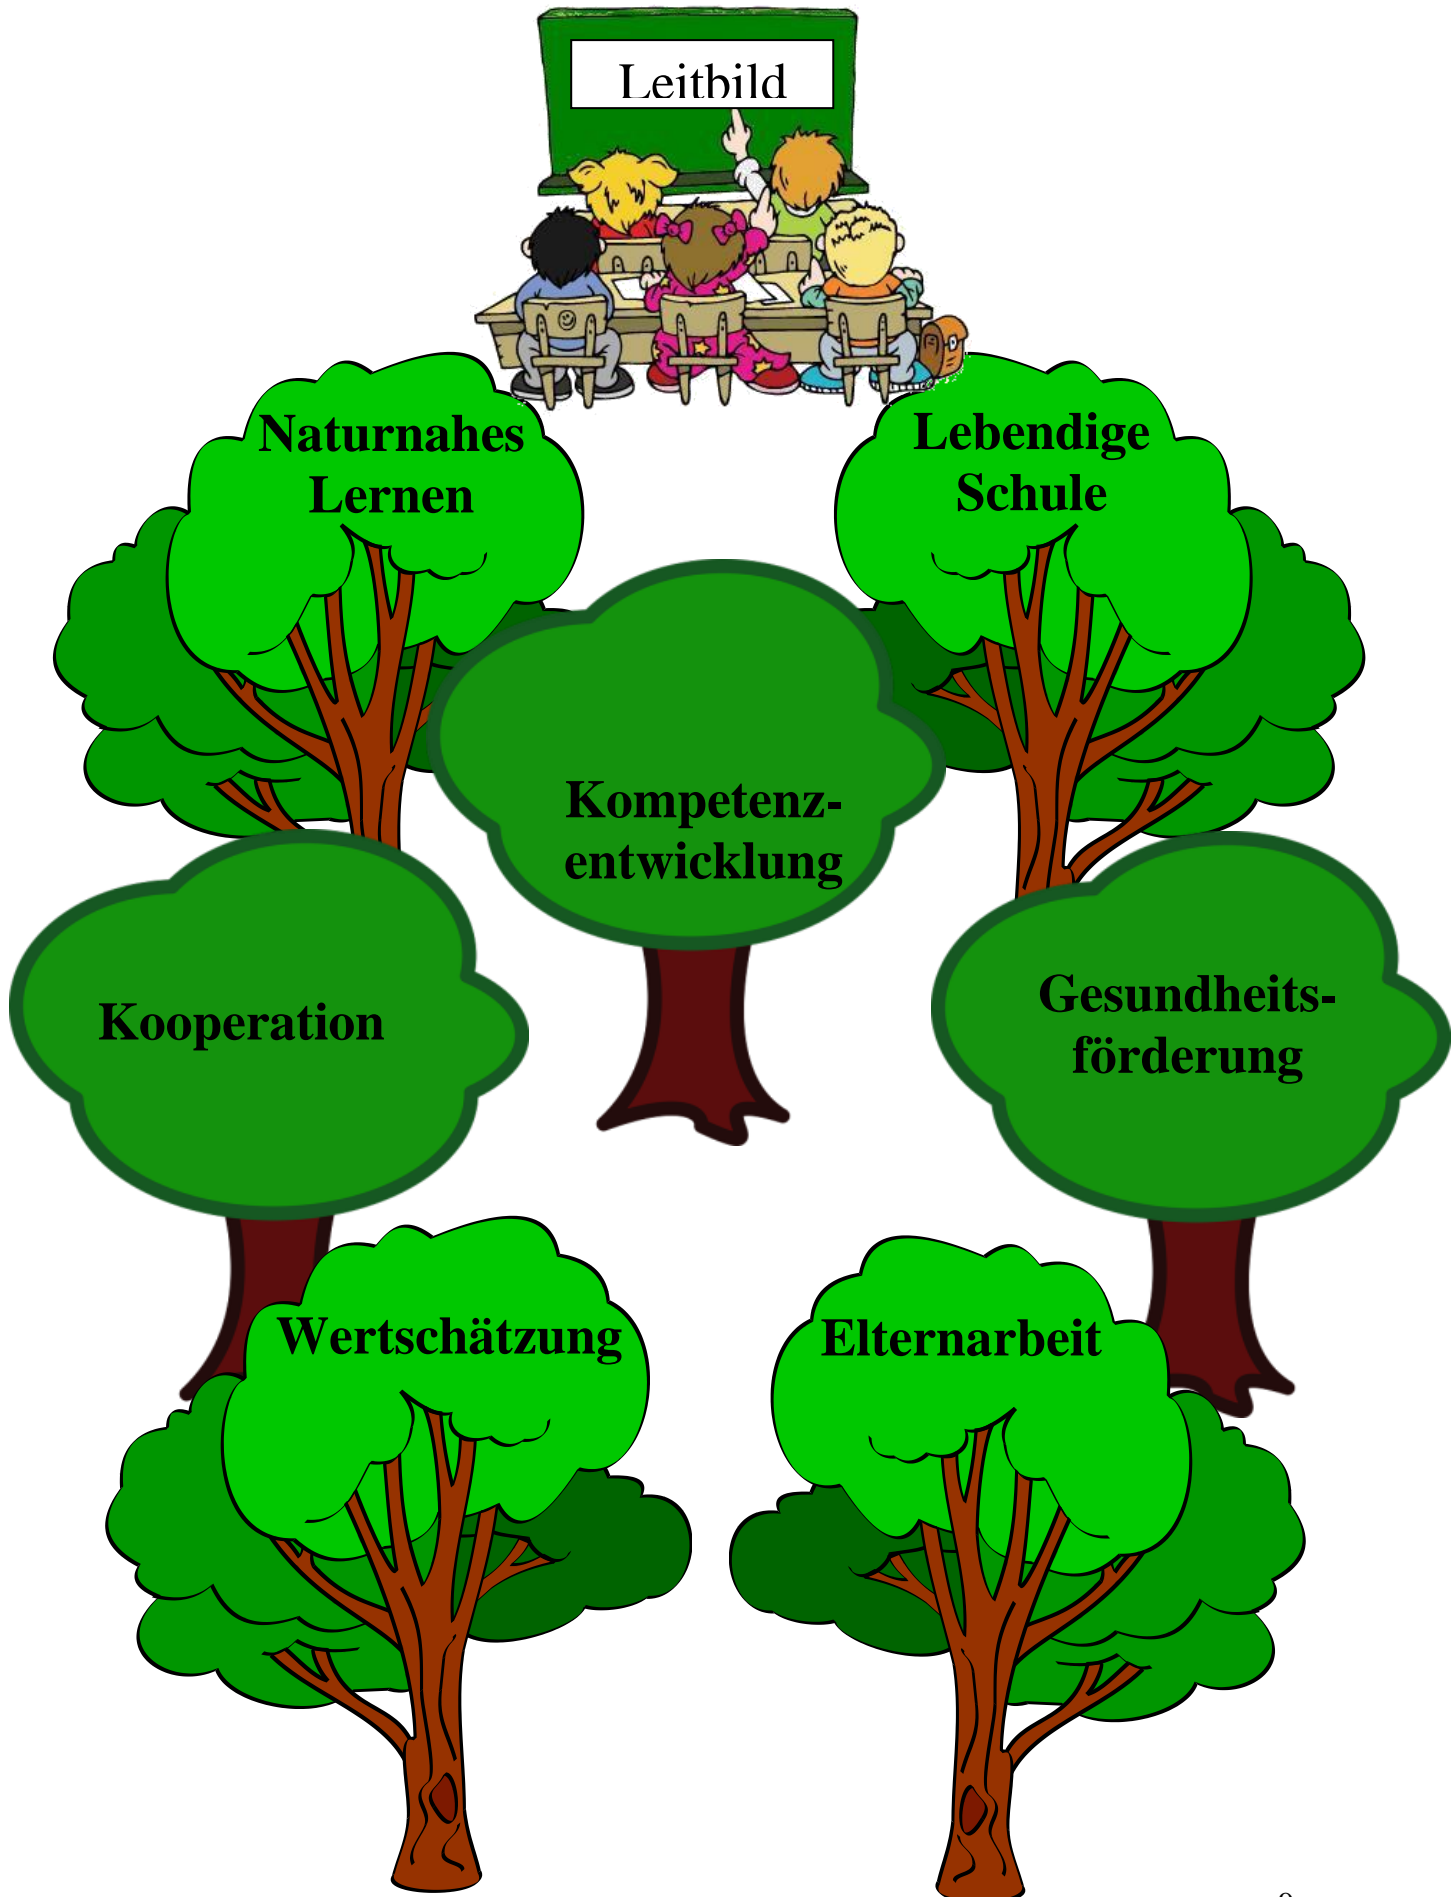 Leitbild
Naturnahes
Lernen
Lebendige
Schule
Kompetenz-
entwicklung
Kooperation
Gesundheits-
förderung
Wertschätzung
Elternarbeit